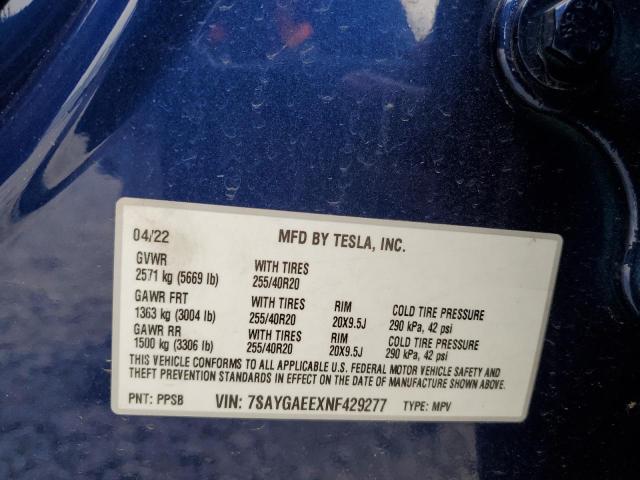 04/22 MFD BY TESLA, INC.
GVWR WITH TIRES
2571 kg (5669 lb) 255/40R20
GAWR FRT WITH TIRES RIM COLD TIRE PRESSURE
1363 kg (3004 lb) 255/40R20 20X9.5J 290 kPa, 42 psi
GAWR RR WITH TIRES RIM COLD TIRE PRESSURE
1500 kg (3306 lb) 255/40R20 20X9.5J 290 kPa, 42 psi
THIS VEHICLE CONFORMS TO ALL APPLICABLE U.S. FEDERAL MOTOR VEHICLE SAFETY AND
THEFT PREVENTION STANDARDS IN EFFECT ON THE DATE OF MANUFACTURE SHOWN ABOVE.
PNT: PPSB VIN: 7SAYGAEEXNF429277 TYPE: MPV